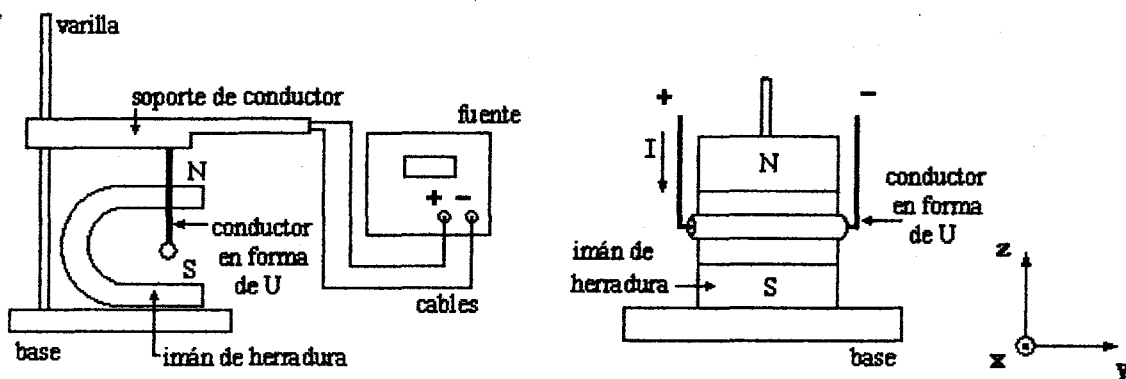 varilla
soporte de conductor
fuente
N
+ −
conductor
en forma
de U
S
cables
base
imán de herradura
+ −
I
N
conductor
en forma
de U
imán de
herradura
S
base
z
x
y